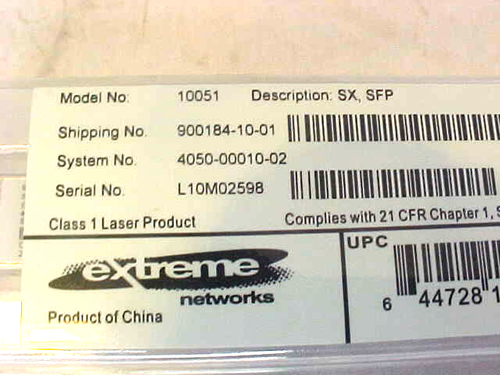 Model No: 10051 Description: SX, SFP
Shipping No. 900184-10-01
System No. 4050-00010-02
Serial No. L10M02598
Class 1 Laser Product Complies with 21 CFR Chapter 1, S
extreme
networks
Product of China
UPC
6 44728 1